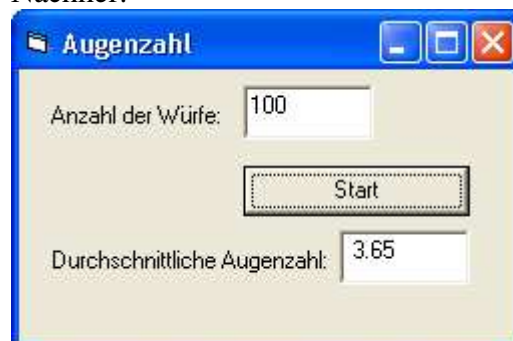 Augenzahl
Anzahl der Würfe: 100
Start
Durchschnittliche Augenzahl: 3.65